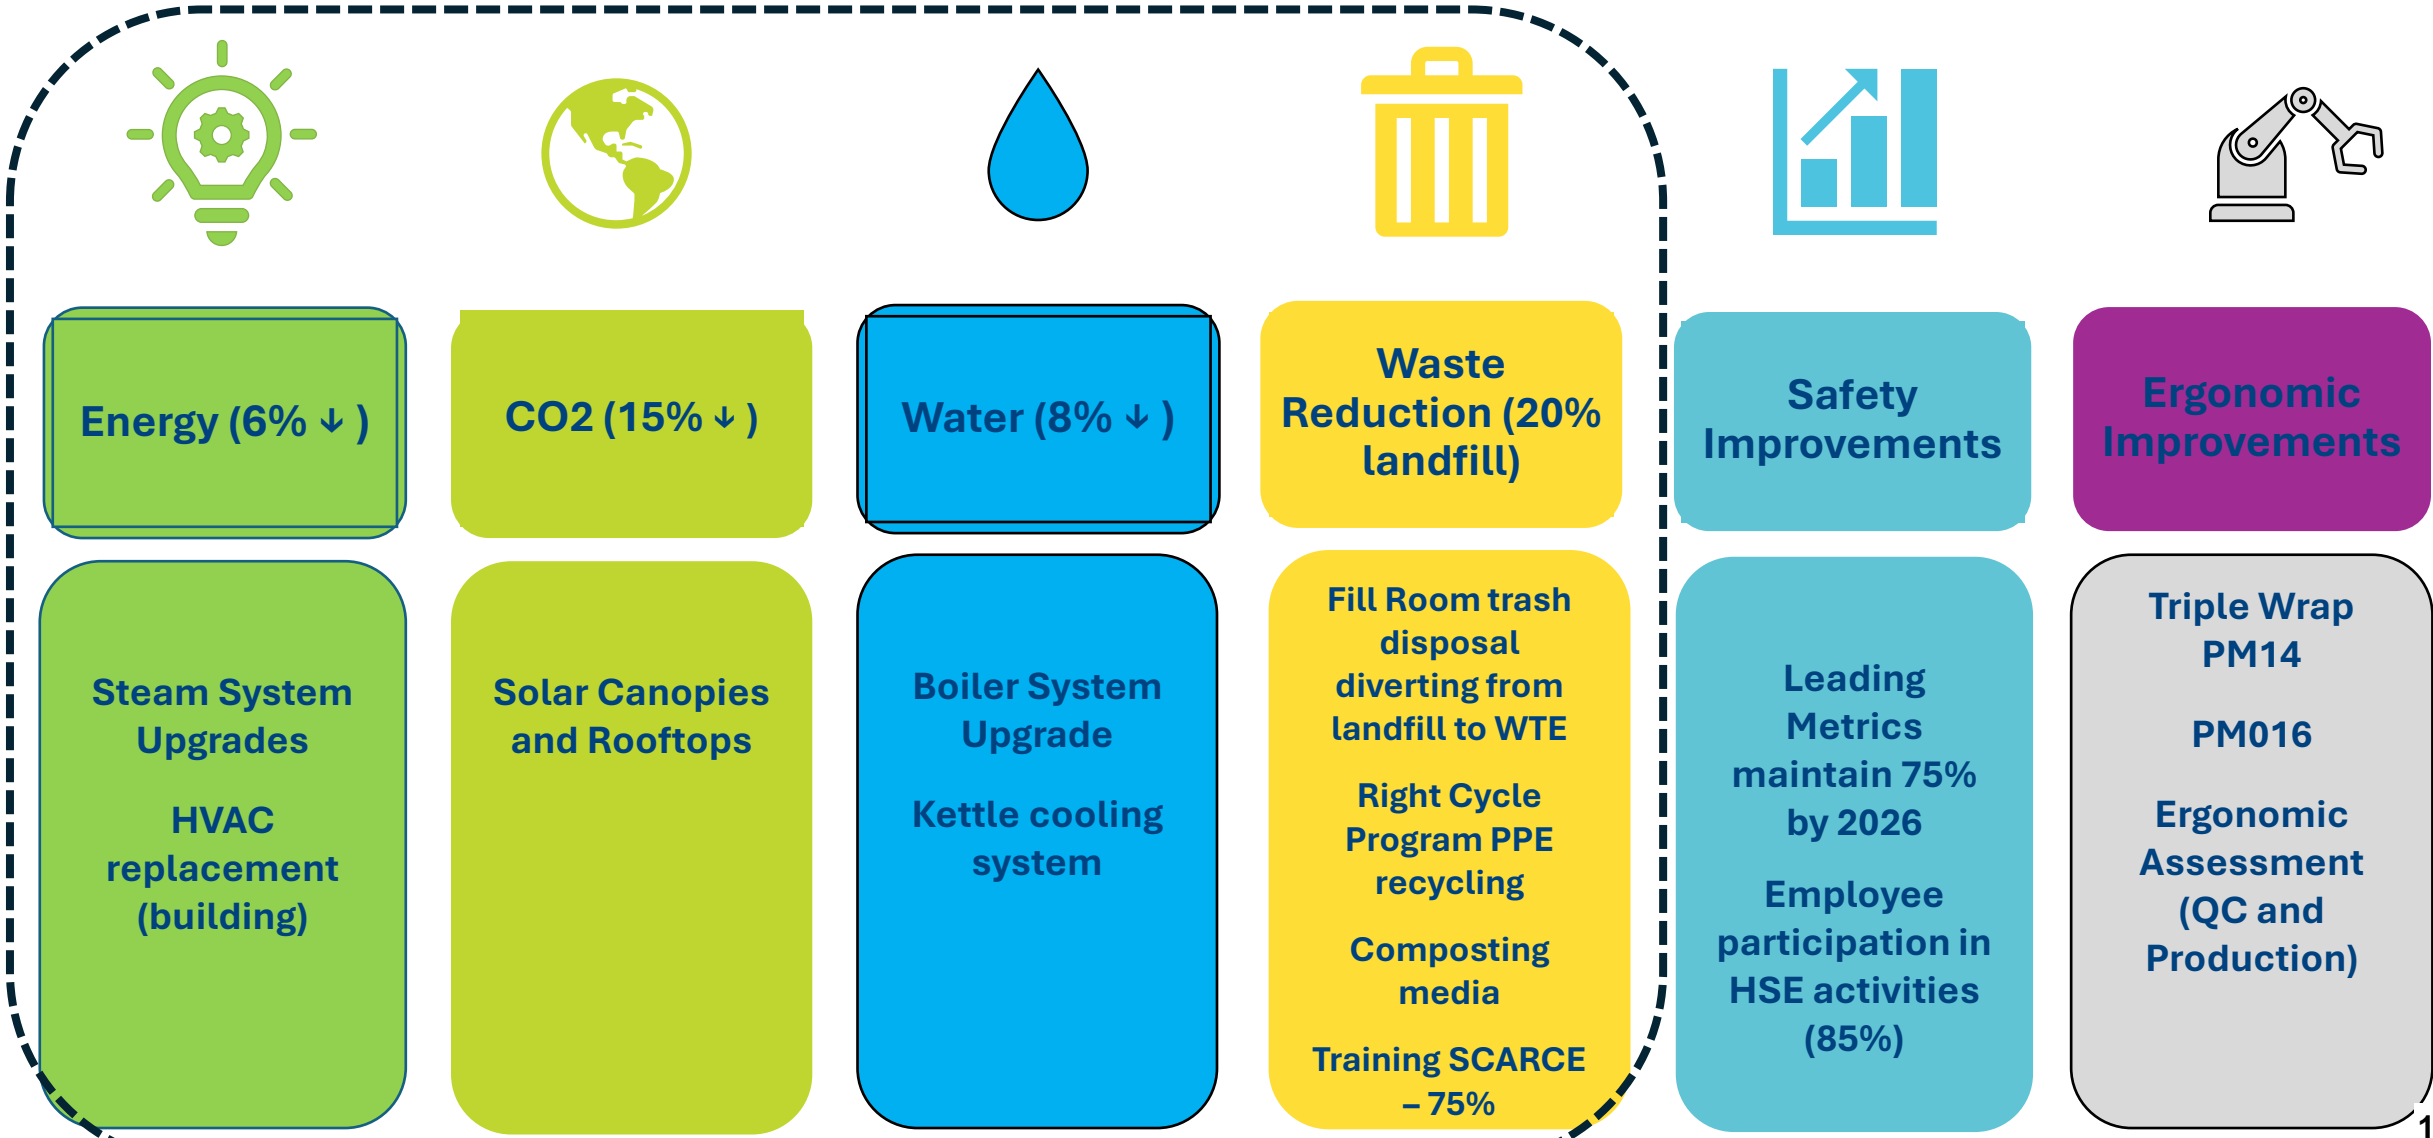 Energy (6% ↓ )
CO2 (15% ↓ )
Water (8% ↓ )
Waste
Reduction (20%
landfill)
Safety
Improvements
Ergonomic
Improvements
Steam System
Upgrades
HVAC
replacement
(building)
Solar Canopies
and Rooftops
Boiler System
Upgrade
Kettle cooling
system
Fill Room trash
disposal
diverting from
landfill to WTE
Right Cycle
Program PPE
recycling
Composting
media
Training SCARCE
– 75%
Leading
Metrics
maintain 75%
by 2026
Employee
participation in
HSE activities
(85%)
Triple Wrap
PM14
PM016
Ergonomic
Assessment
(QC and
Production)
1